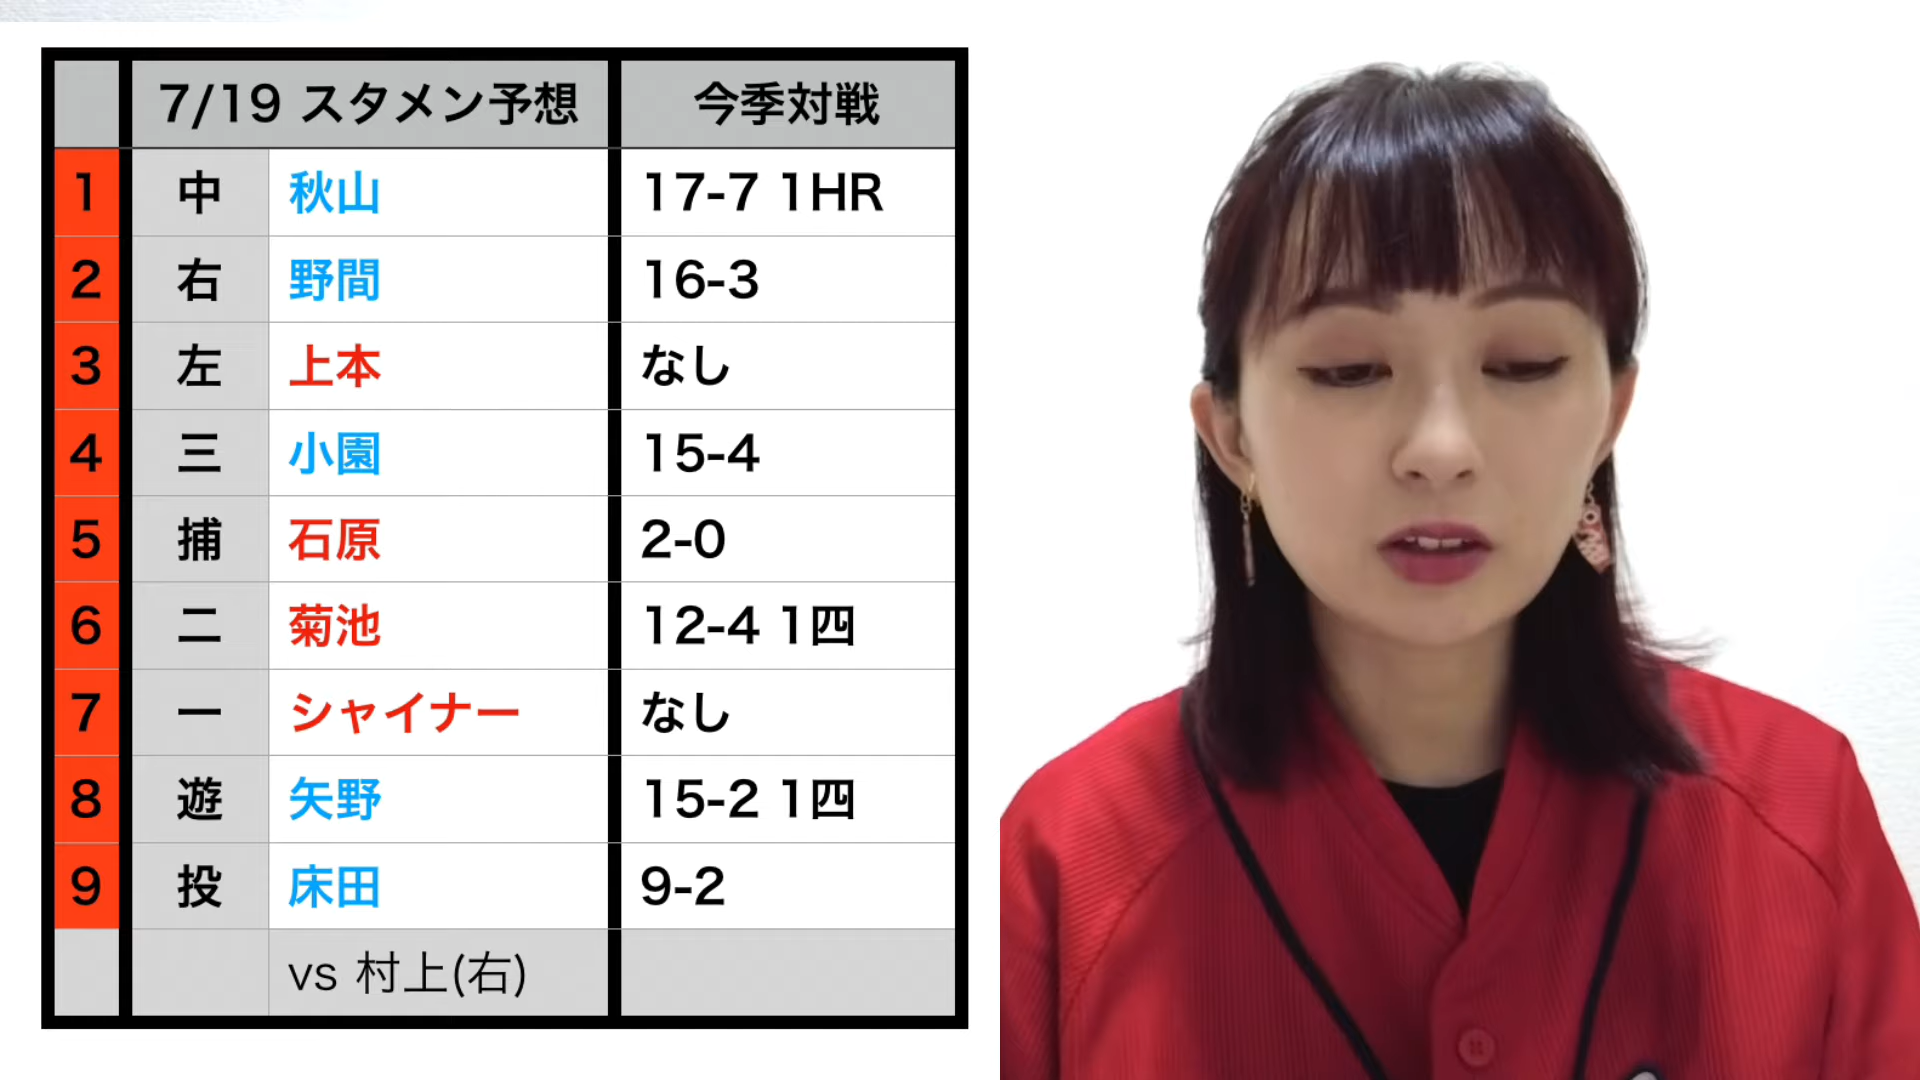 7/19 スタメン予想 今季対戦
1 中 秋山 17-7 1HR
2 右 野間 16-3
3 左 上本 なし
4 三 小園 15-4
5 捕 石原 2-0
6 二 菊池 12-4 1四
7 一 シャイナー なし
8 遊 矢野 15-2 1四
9 投 床田 9-2
vs 村上(右)